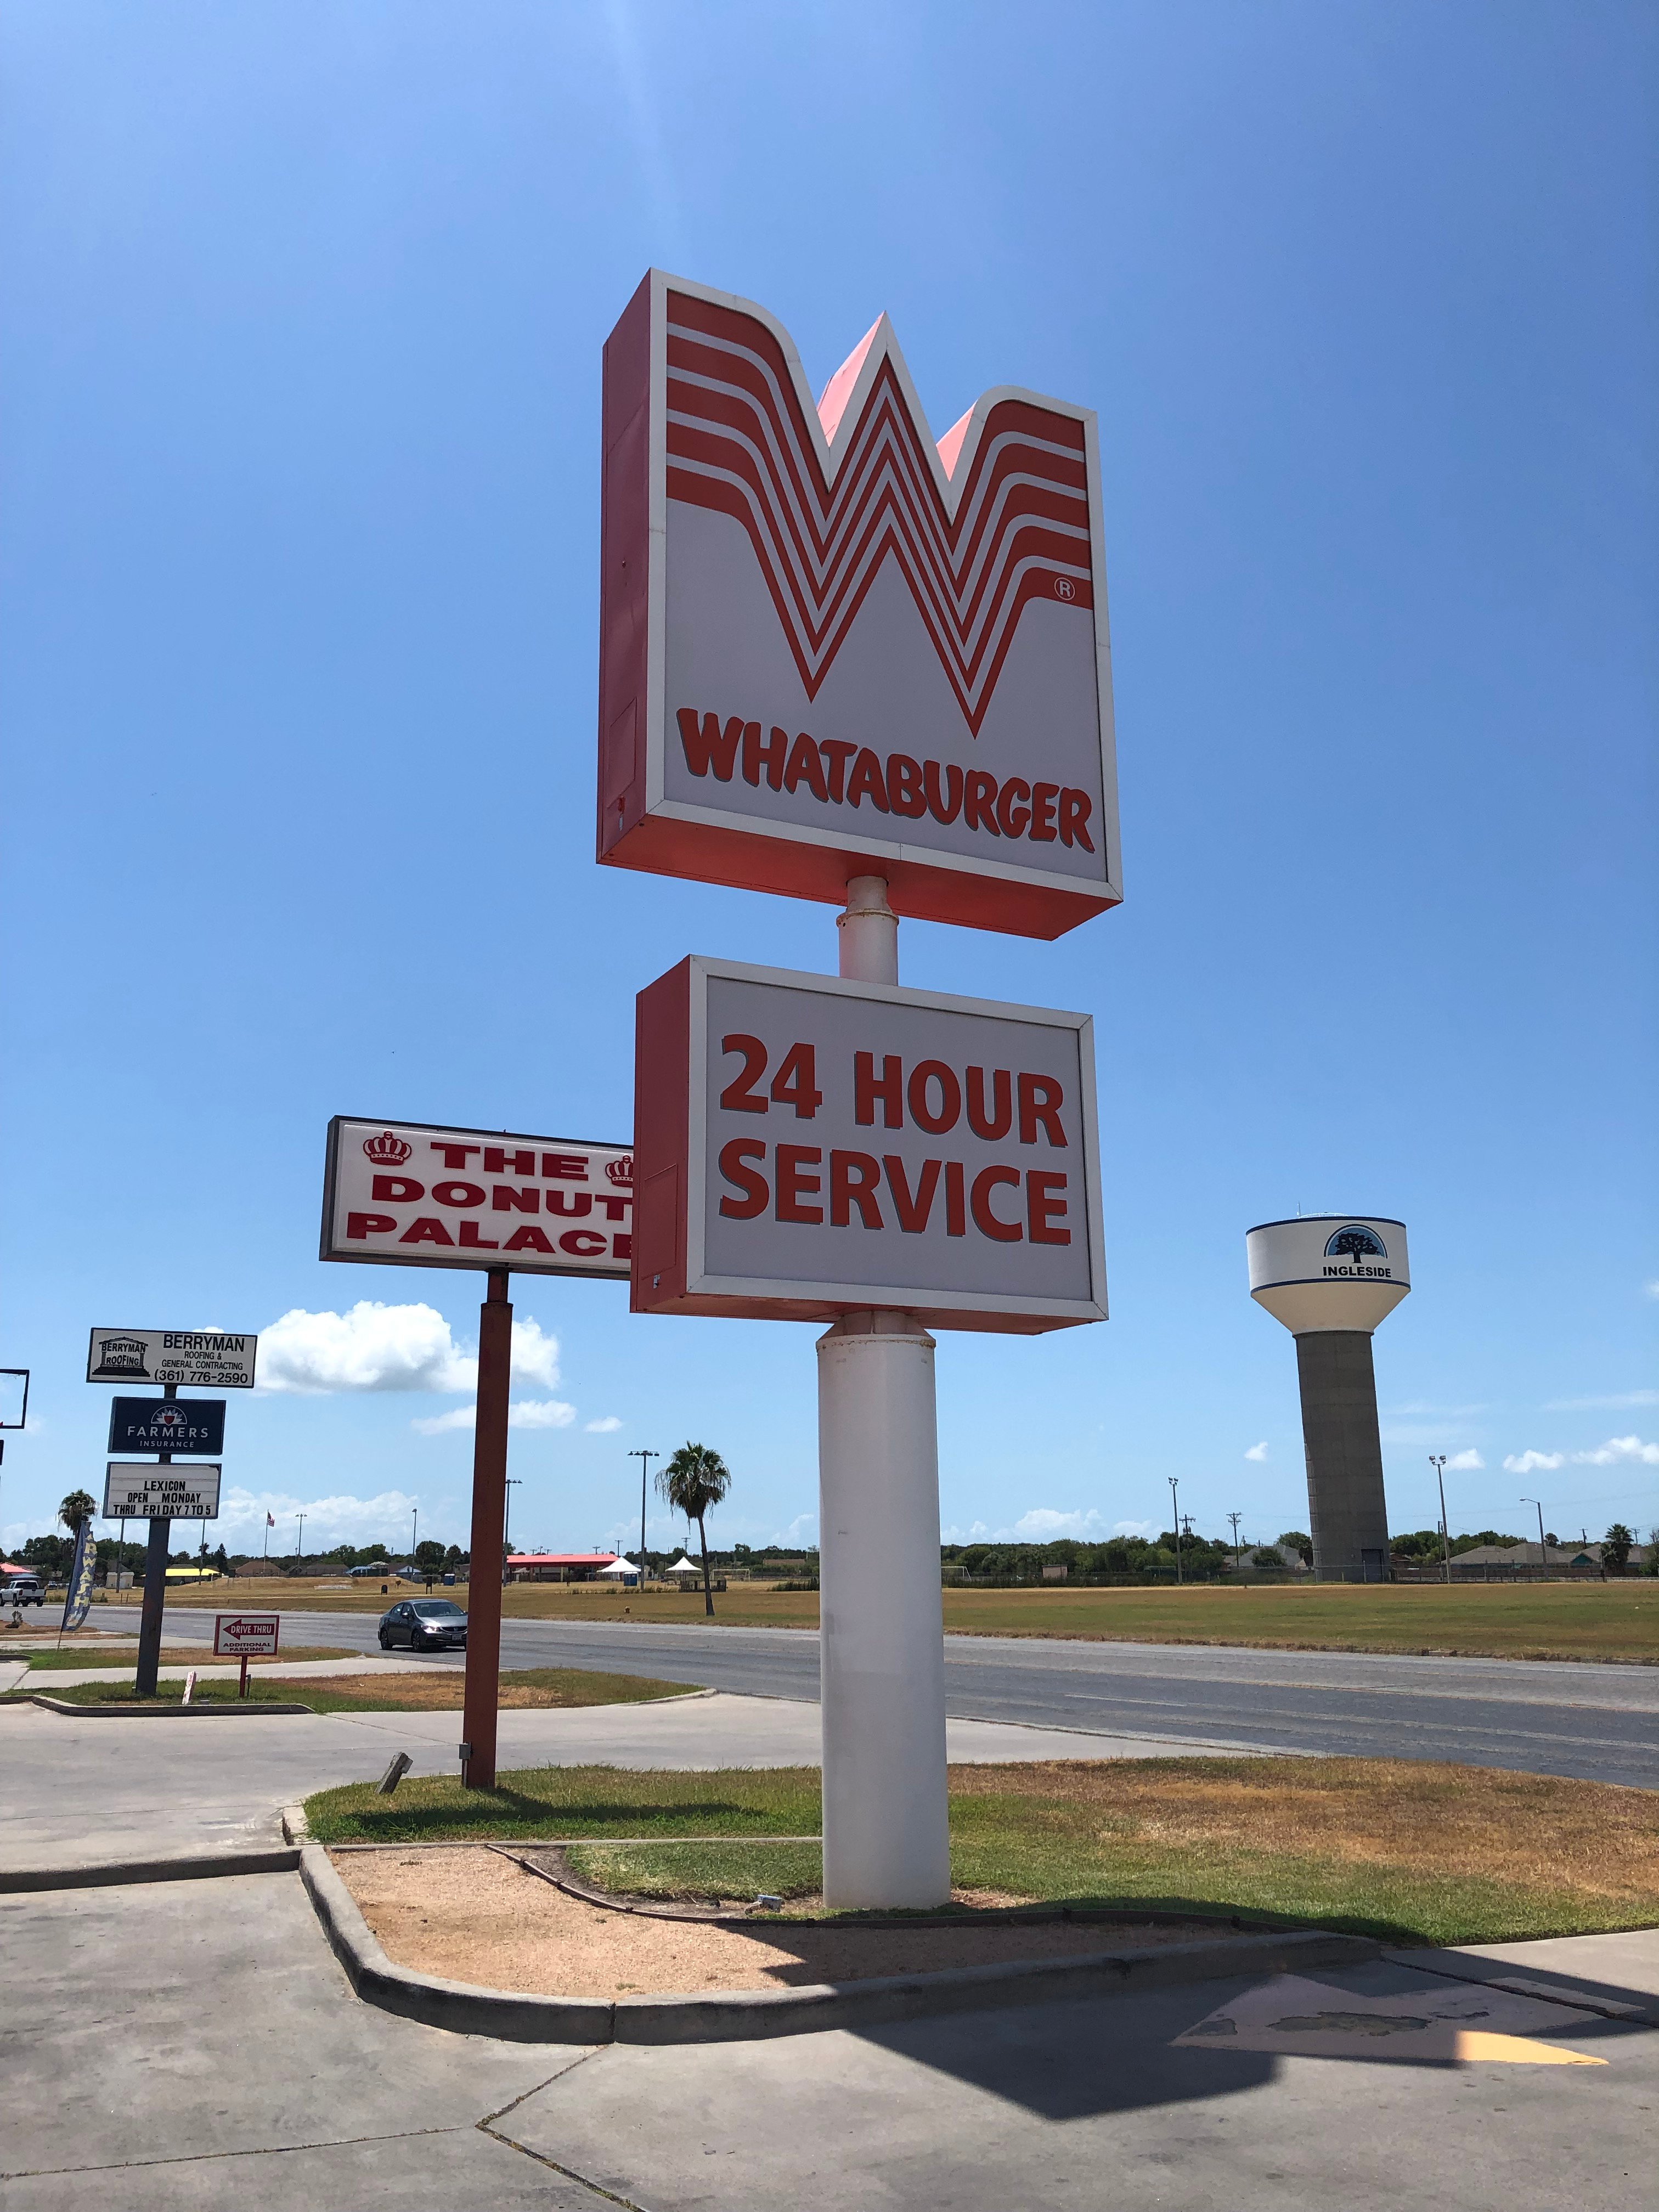 ®
WHATABURGER
24 HOUR
SERVICE
THE
DONUT
PALACE
INGLESIDE
BERRYMAN
ROOFING
BERRYMAN
ROOFING &
GENERAL CONTRACTING
(361) 776-2590
FARMERS
INSURANCE
LEXICON
OPEN MONDAY
THRU FRIDAY 7 TO 5
DRIVE THRU
ADDITIONAL
PARKING